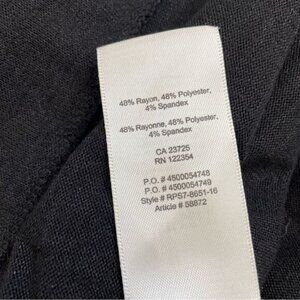 48% Rayon, 48% Polyester,
4% Spandex
48% Rayonne, 48% Polyester,
4% Spandex
CA 23725
RN 122354
P.O. # 4500054748
P.O. # 4500054749
Style # RPS7-8651-16
Article # 58872